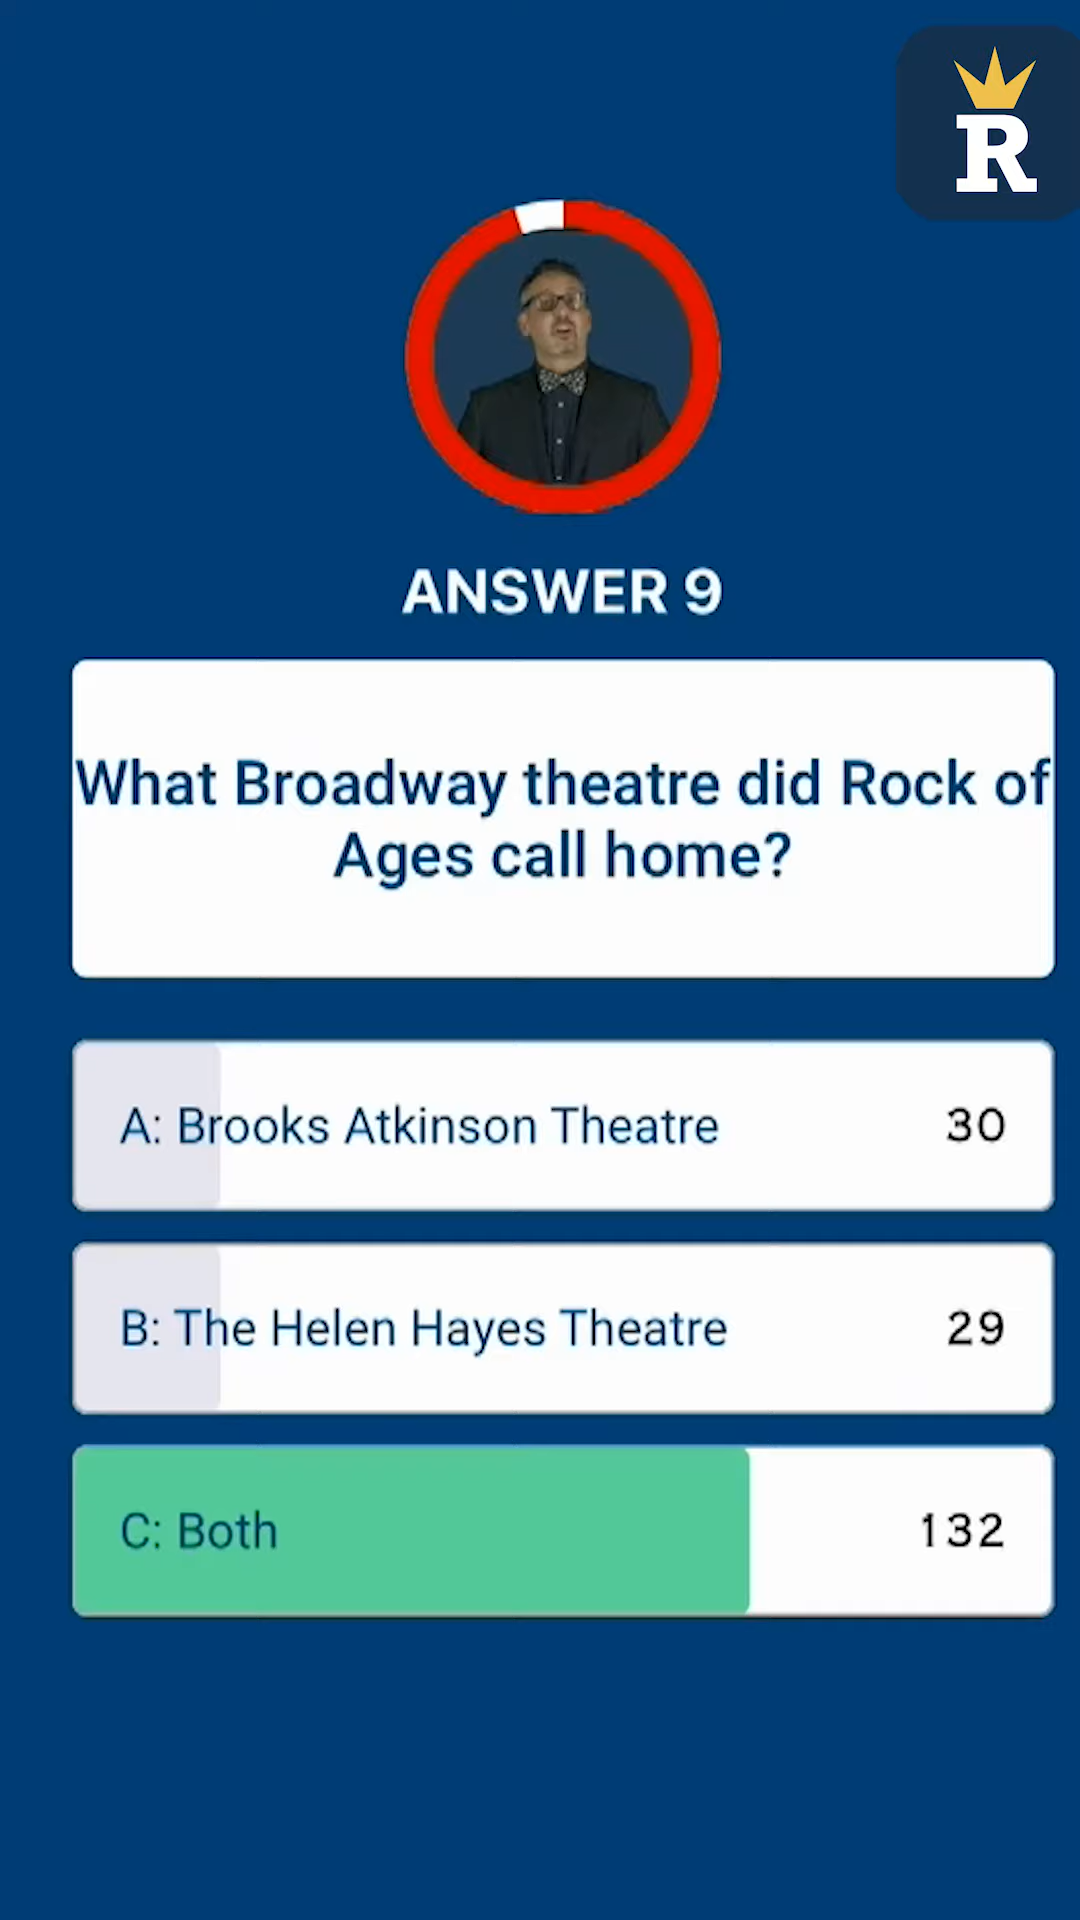 R
ANSWER 9
What Broadway theatre did Rock of
Ages call home?
A: Brooks Atkinson Theatre 30
B: The Helen Hayes Theatre 29
C: Both 132